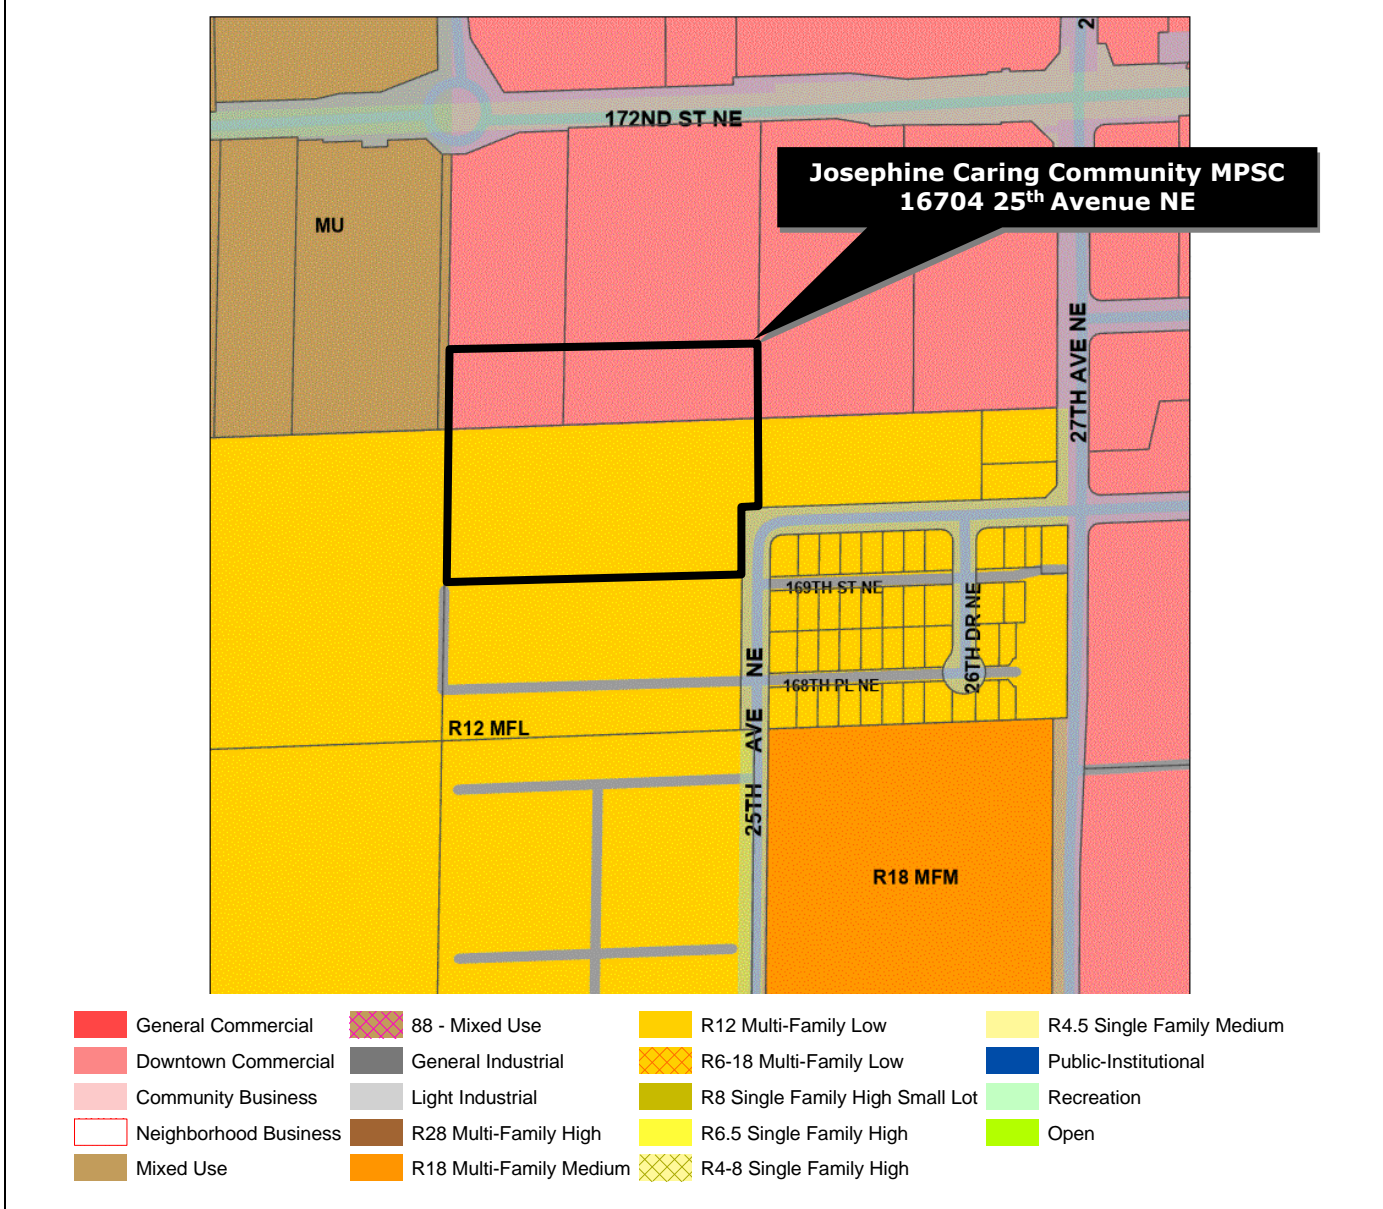 2
172ND ST NE
Josephine Caring Community MPSC
16704 25th Avenue NE
MU
27TH AVE NE
169TH ST NE
26TH DR NE
168TH PL NE
25TH AVE NE
R12 MFL
R18 MFM
General Commercial
Downtown Commercial
Community Business
Neighborhood Business
Mixed Use
88 - Mixed Use
General Industrial
Light Industrial
R28 Multi-Family High
R18 Multi-Family Medium
R12 Multi-Family Low
R6-18 Multi-Family Low
R8 Single Family High Small Lot
R6.5 Single Family High
R4-8 Single Family High
R4.5 Single Family Medium
Public-Institutional
Recreation
Open